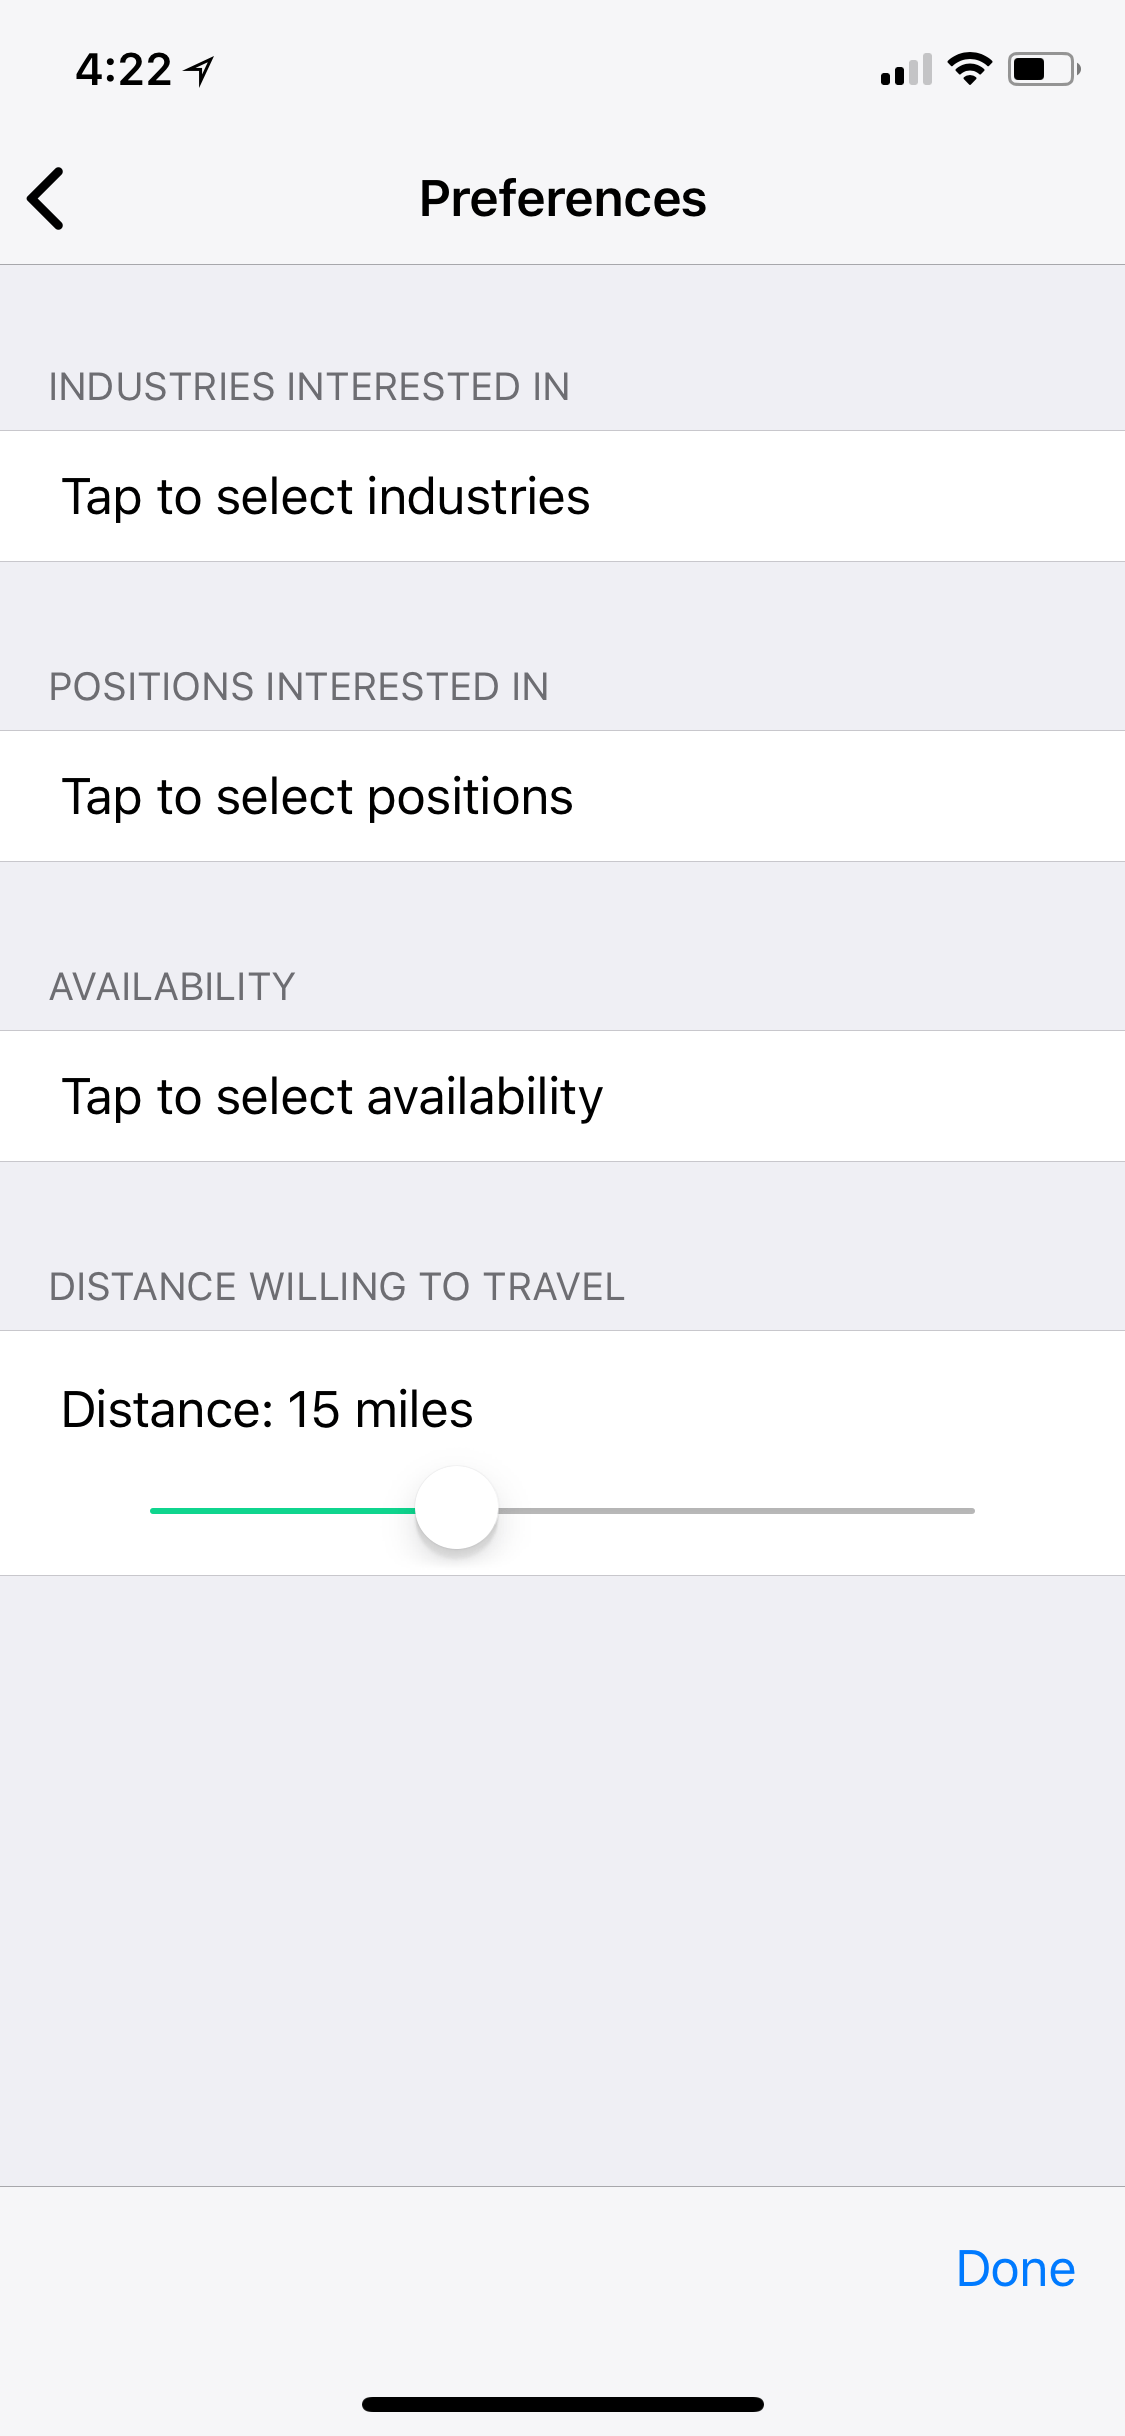 4:22
Preferences
INDUSTRIES INTERESTED IN
Tap to select industries
POSITIONS INTERESTED IN
Tap to select positions
AVAILABILITY
Tap to select availability
DISTANCE WILLING TO TRAVEL
Distance: 15 miles
Done